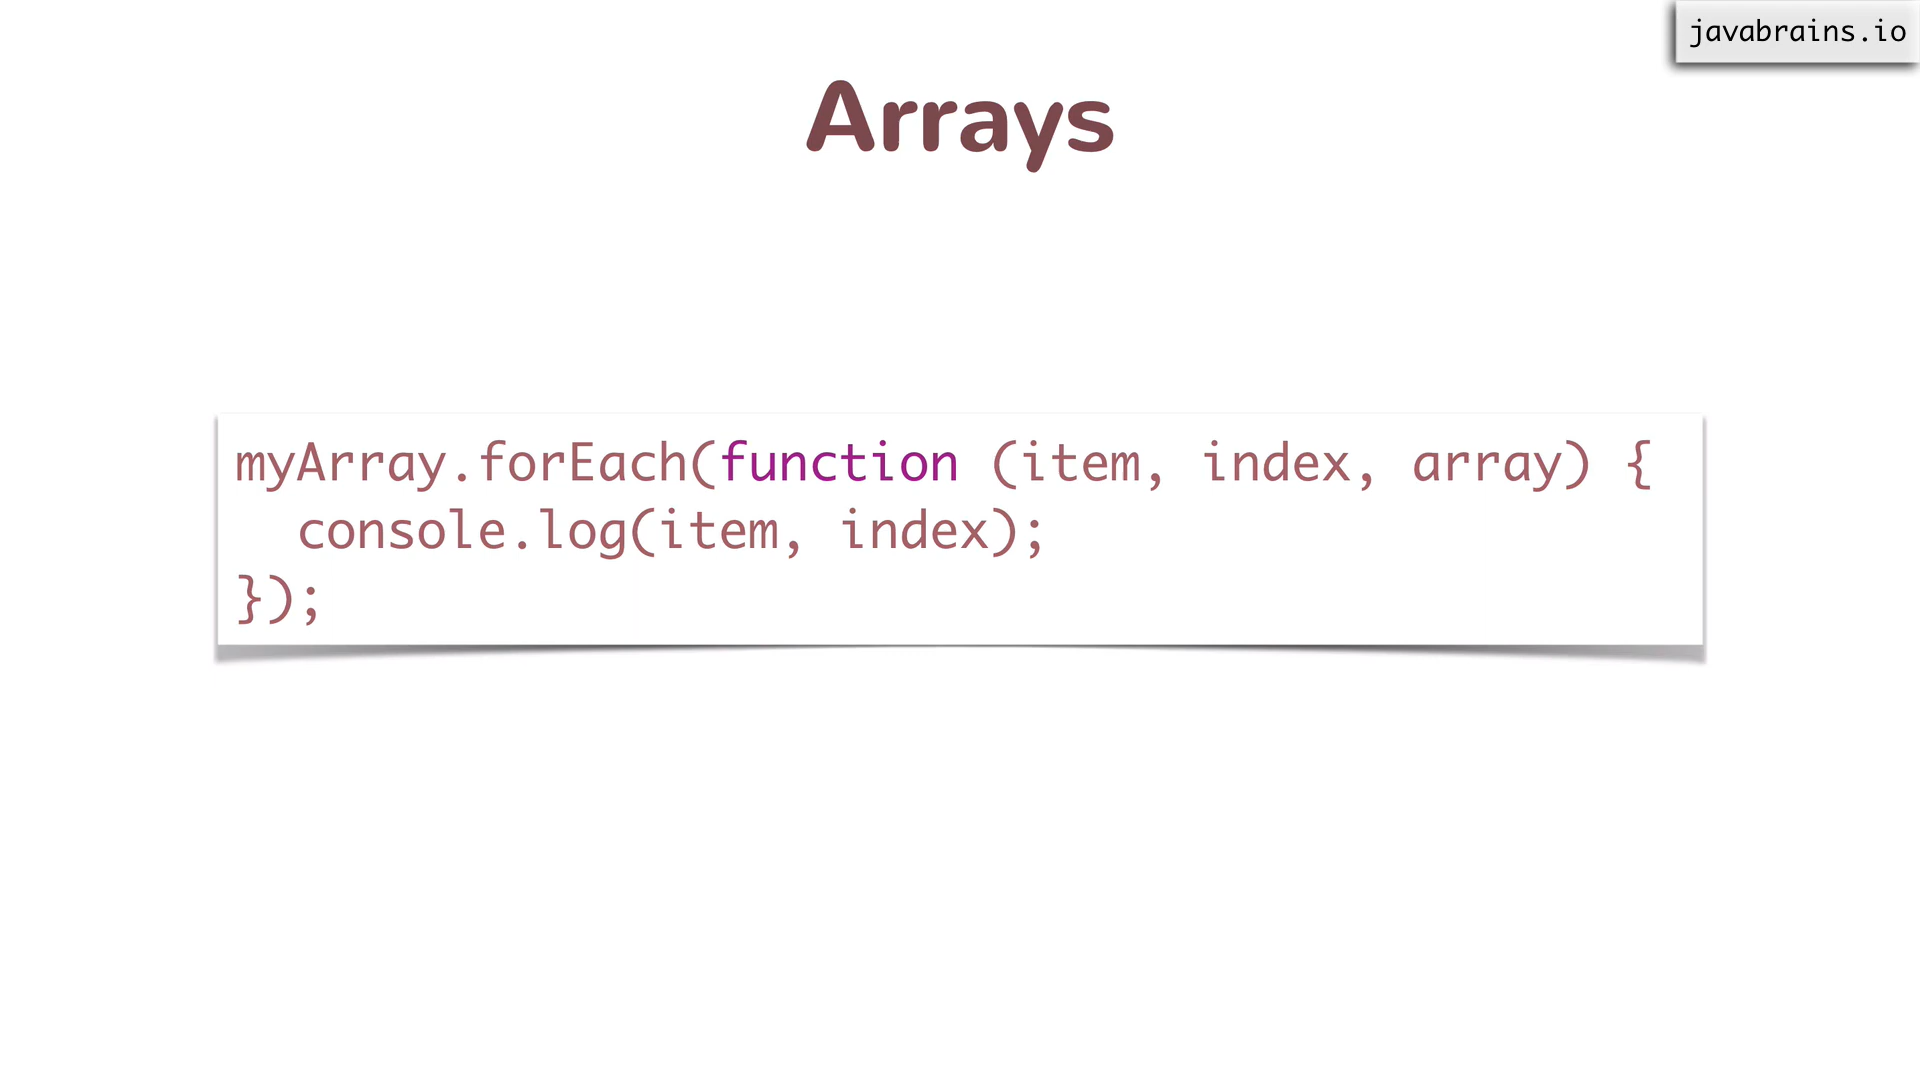 javabrains.io
Arrays
myArray.forEach(function (item, index, array) {
  console.log(item, index);
});